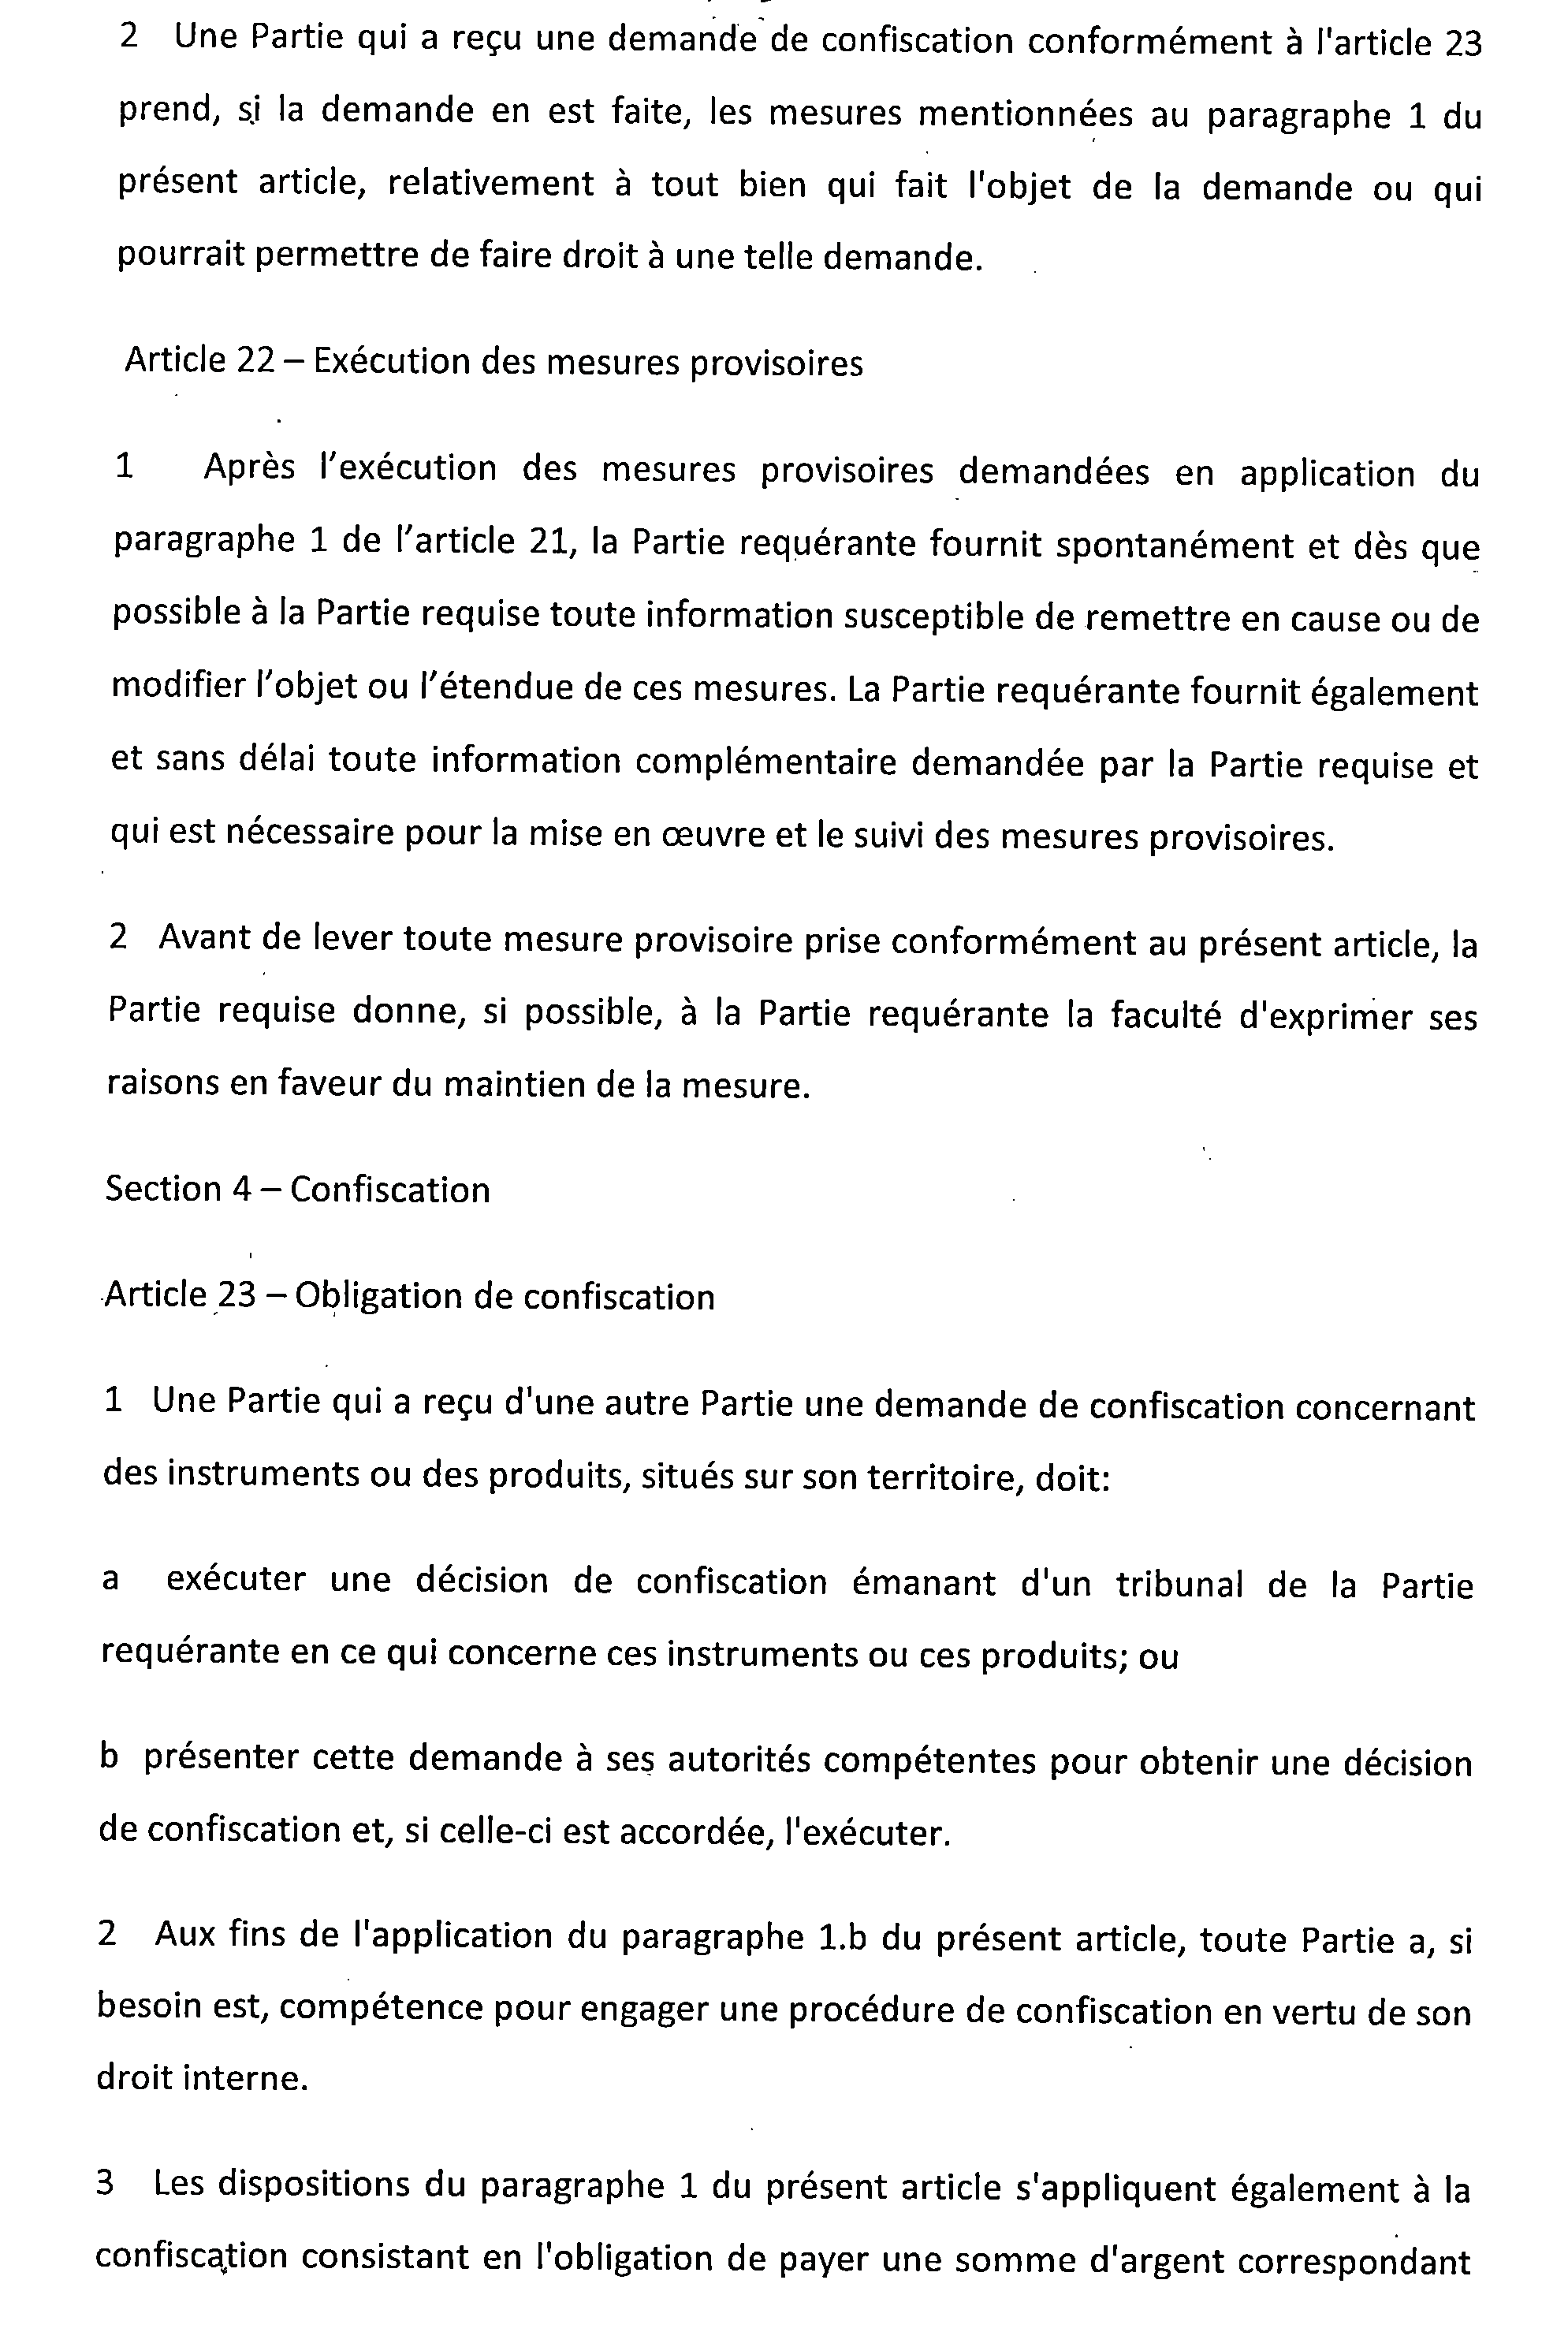 2 Une Partie qui a reçu une demande de confiscation conformément à l'article 23
prend, si la demande en est faite, les mesures mentionnées au paragraphe 1 du
présent article, relativement à tout bien qui fait l'objet de la demande ou qui
pourrait permettre de faire droit à une telle demande.
Article 22 – Exécution des mesures provisoires
1 Après l’exécution des mesures provisoires demandées en application du
paragraphe 1 de l’article 21, la Partie requérante fournit spontanément et dès que
possible à la Partie requise toute information susceptible de remettre en cause ou de
modifier l’objet ou l’étendue de ces mesures. La Partie requérante fournit également
et sans délai toute information complémentaire demandée par la Partie requise et
qui est nécessaire pour la mise en œuvre et le suivi des mesures provisoires.
2 Avant de lever toute mesure provisoire prise conformément au présent article, la
Partie requise donne, si possible, à la Partie requérante la faculté d'exprimer ses
raisons en faveur du maintien de la mesure.
Section 4 – Confiscation
Article 23 – Obligation de confiscation
1 Une Partie qui a reçu d'une autre Partie une demande de confiscation concernant
des instruments ou des produits, situés sur son territoire, doit:
a exécuter une décision de confiscation émanant d'un tribunal de la Partie
requérante en ce qui concerne ces instruments ou ces produits; ou
b présenter cette demande à ses autorités compétentes pour obtenir une décision
de confiscation et, si celle-ci est accordée, l'exécuter.
2 Aux fins de l'application du paragraphe 1.b du présent article, toute Partie a, si
besoin est, compétence pour engager une procédure de confiscation en vertu de son
droit interne.
3 Les dispositions du paragraphe 1 du présent article s'appliquent également à la
confiscation consistant en l'obligation de payer une somme d'argent correspondant